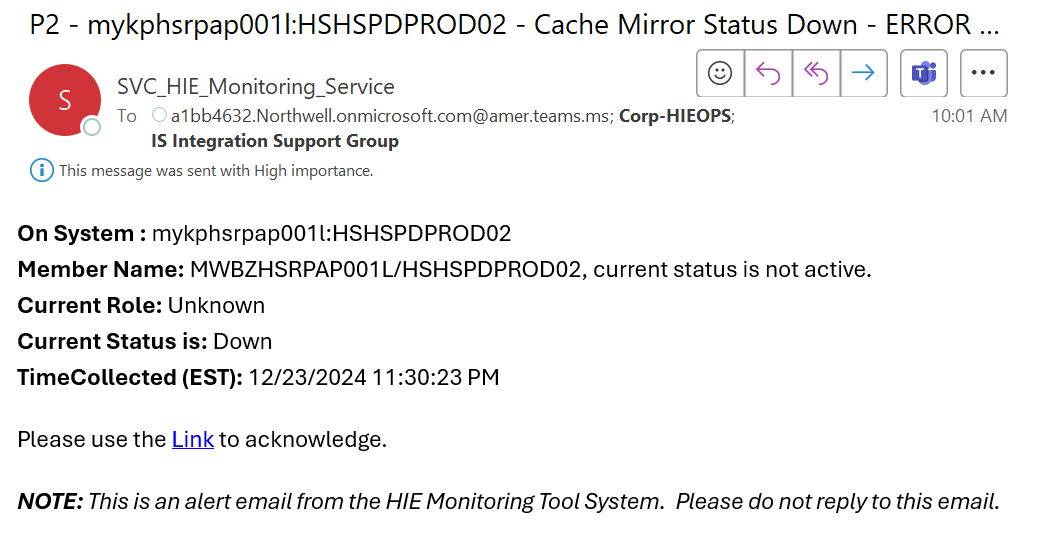 P2 - mykphsrpap001l:HSHSPDPROD02 - Cache Mirror Status Down - ERROR ...
S
SVC_HIE_Monitoring_Service
To a1bb4632.Northwell.onmicrosoft.com@amer.teams.ms; Corp-HIEOPS;
10:01 AM
IS Integration Support Group
This message was sent with High importance.
On System : mykphsrpap001l:HSHSPDPROD02
Member Name: MWBZHSRPAP001L/HSHSPDPROD02, current status is not active.
Current Role: Unknown
Current Status is: Down
TimeCollected (EST): 12/23/2024 11:30:23 PM
Please use the Link to acknowledge.
NOTE: This is an alert email from the HIE Monitoring Tool System.  Please do not reply to this email.